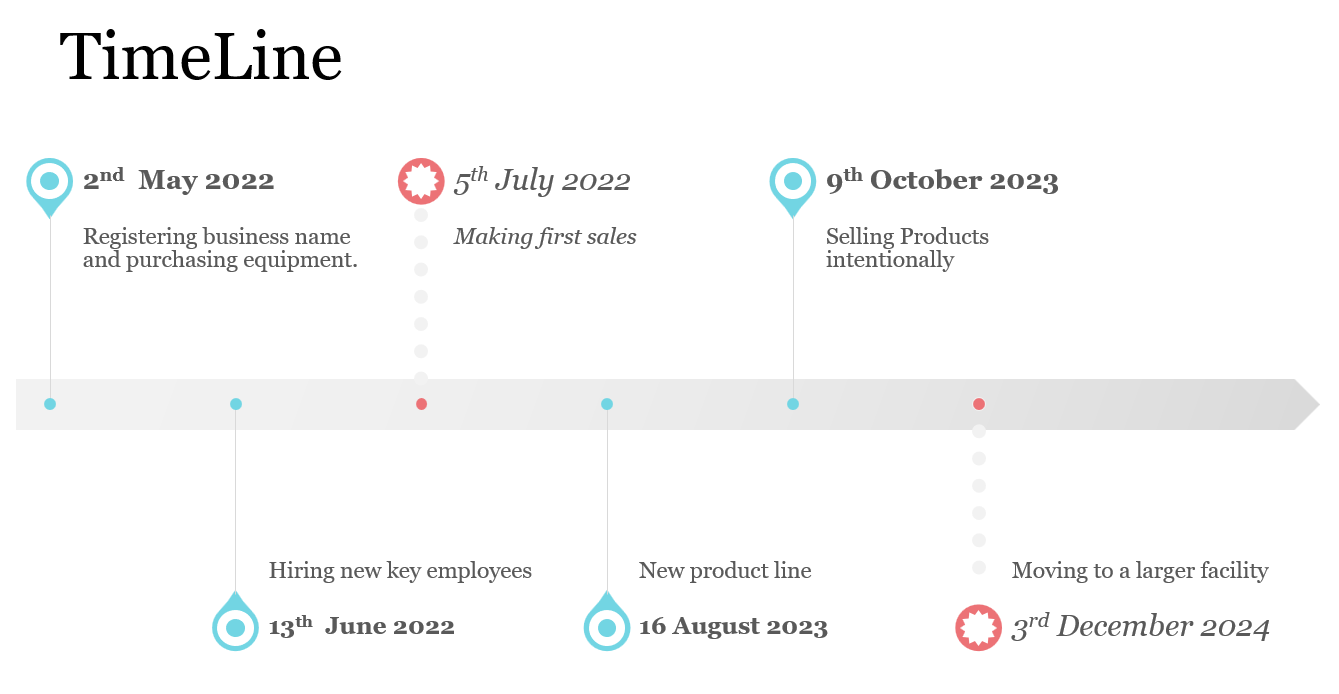 TimeLine
2nd May 2022
Registering business name
and purchasing equipment.
5th July 2022
Making first sales
9th October 2023
Selling Products
intentionally
Hiring new key employees
13th June 2022
New product line
16 August 2023
Moving to a larger facility
3rd December 2024